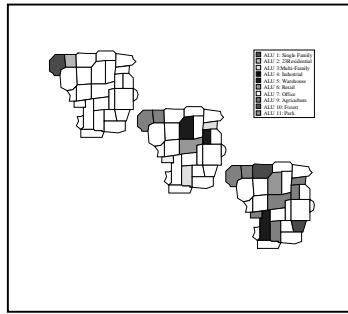 ALU 1: Single Family
ALU 2: 23Residential
ALU 3:Multi-Family
ALU 4: Industrial
ALU 5: Warehouse
ALU 6: Retail
ALU 7: Office
ALU 9: Agriculture
ALU 10: Forest
ALU 11: Park